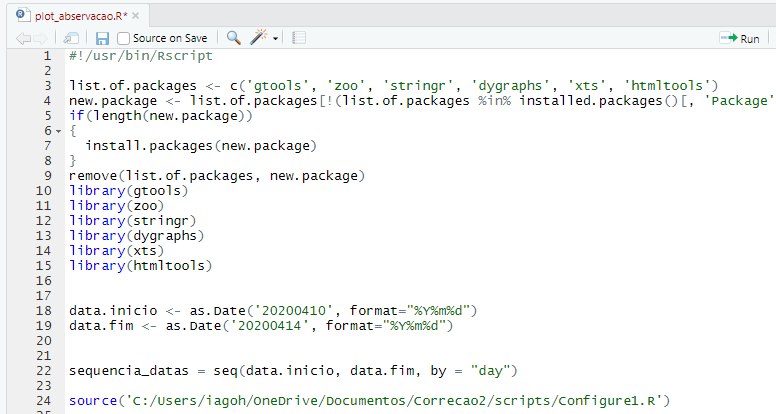 plot_abservacao.R*
Source on Save
Run
1 #!/usr/bin/Rscript
2
3 list.of.packages <- c('gtools', 'zoo', 'stringr', 'dygraphs', 'xts', 'htmltools')
4 new.package <- list.of.packages[!(list.of.packages %in% installed.packages()[, 'Package'
5 if(length(new.package))
6 {
7   install.packages(new.package)
8 }
9 remove(list.of.packages, new.package)
10 library(gtools)
11 library(zoo)
12 library(stringr)
13 library(dygraphs)
14 library(xts)
15 library(htmltools)
16
17
18 data.inicio <- as.Date('20200410', format="%Y%m%d")
19 data.fim <- as.Date('20200414', format="%Y%m%d")
20
21
22 sequencia_datas = seq(data.inicio, data.fim, by = "day")
23
24 source('C:/Users/iagoh/OneDrive/Documentos/Correcao2/scripts/Configure1.R')